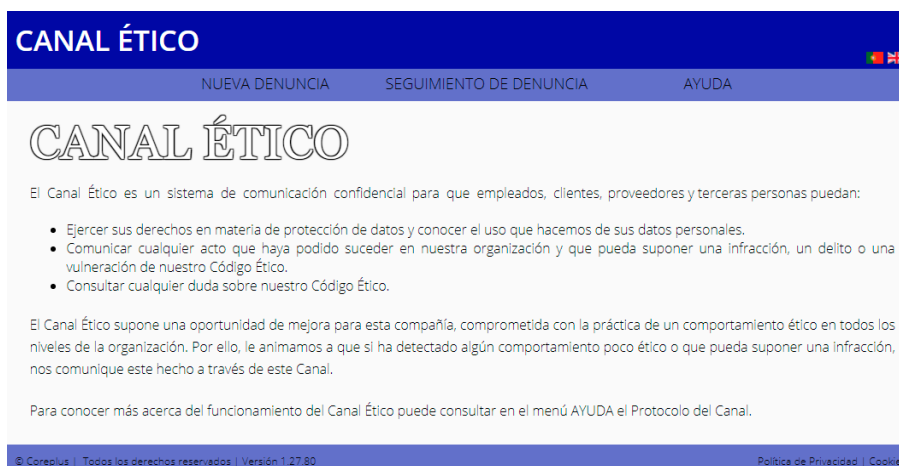 CANAL ÉTICO
NUEVA DENUNCIA SEGUIMIENTO DE DENUNCIA AYUDA
CANAL ÉTICO
El Canal Ético es un sistema de comunicación confidencial para que empleados, clientes, proveedores y terceras personas puedan:
• Ejercer sus derechos en materia de protección de datos y conocer el uso que hacemos de sus datos personales.
• Comunicar cualquier acto que haya podido suceder en nuestra organización y que pueda suponer una infracción, un delito o una
vulneración de nuestro Código Ético.
• Consultar cualquier duda sobre nuestro Código Ético.
El Canal Ético supone una oportunidad de mejora para esta compañía, comprometida con la práctica de un comportamiento ético en todos los
niveles de la organización. Por ello, le animamos a que si ha detectado algún comportamiento poco ético o que pueda suponer una infracción,
nos comunique este hecho a través de este Canal.
Para conocer más acerca del funcionamiento del Canal Ético puede consultar en el menú AYUDA el Protocolo del Canal.
© Coreplus | Todos los derechos reservados | Versión 1.27.80 Política de Privacidad | Cookie